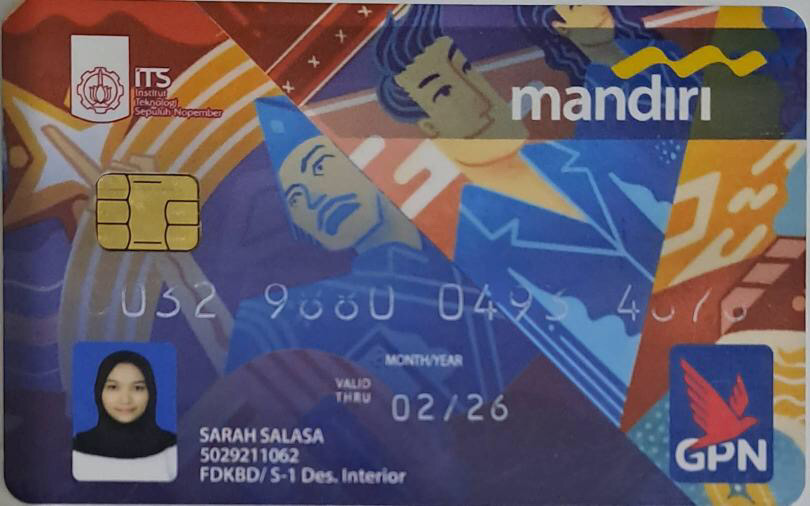 ITS
Institut
Teknologi
Sepuluh Nopember
mandiri
MONTH/YEAR
VALID
THRU
02/26
SARAH SALASA
5029211062
FDKBD/ S-1 Des. Interior
GPN